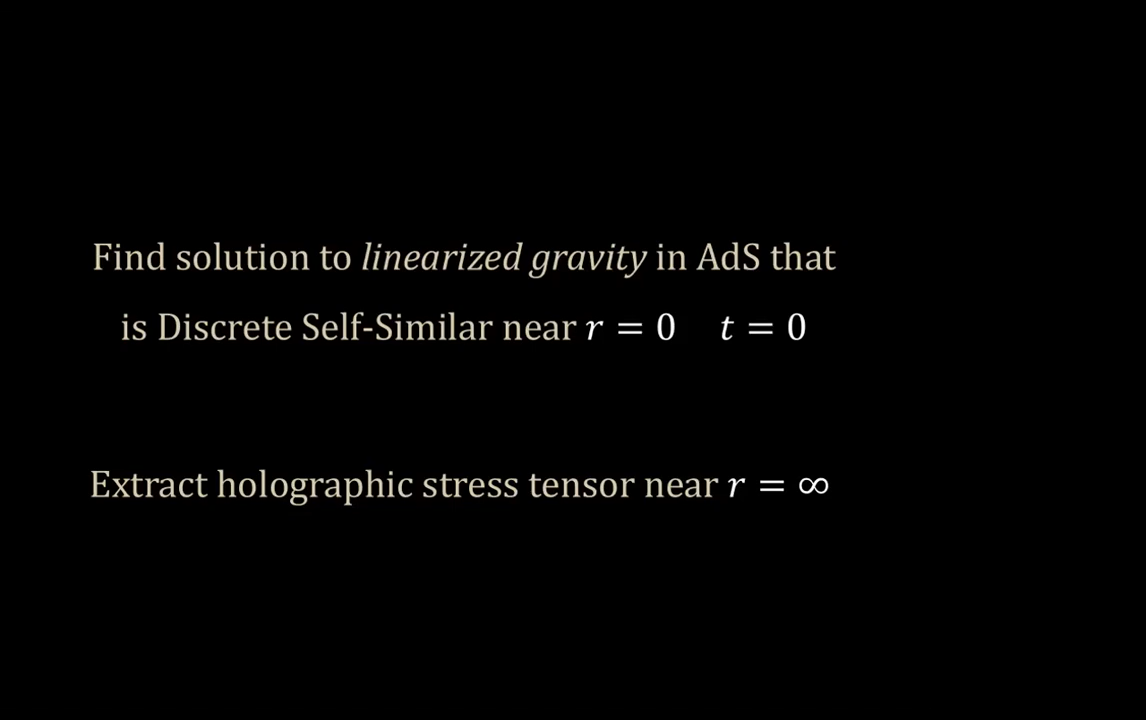 Find solution to linearized gravity in AdS that
is Discrete Self-Similar near r = 0 t = 0
Extract holographic stress tensor near r = ∞